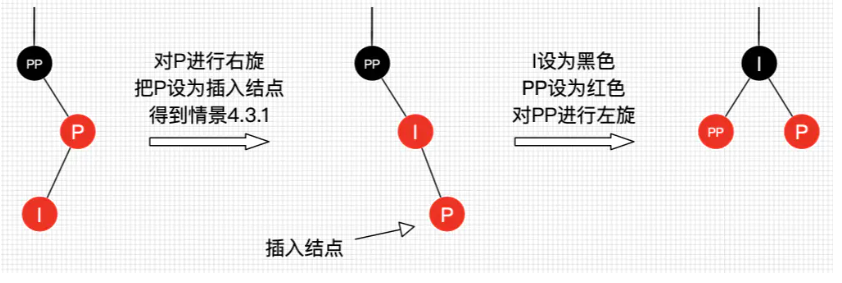 PP
P
I
对P进行右旋
把P设为插入结点
得到情景4.3.1
PP
I
P
插入结点
I设为黑色
PP设为红色
对PP进行左旋
I
PP
P